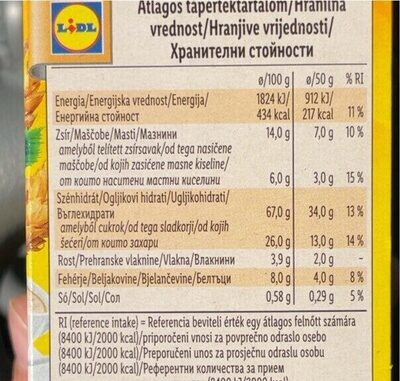 LIDL
Átlagos tápértéktartalom/Hranilna
vrednost/Hranjive vrijednosti/
Хранителни стойности
ø/100 g ø/50 g % RI
Energia/Energijska vrednost/Energija/ 1824 kJ/ 912 kJ/
Енергийна стойност 434 kcal 217 kcal 11 %
Zsír/Maščobe/Masti/Мазнини 14,0 g 7,0 g 10 %
amelyből telített zsírsavak/od tega nasičene
maščobe/od kojih zasićene masne kiseline/
от които наситени мастни киселини 6,0 g 3,0 g 15 %
Szénhidrát/Ogljikovi hidrati/Ugljikohidrati/
Въглехидрати 67,0 g 34,0 g 13 %
amelyből cukrok/od tega sladkorji/od kojih
šećeri/от които захари 26,0 g 13,0 g 14 %
Rost/Prehranske vlaknine/Vlakna/Влакнини 3,9 g 2,0 g -
Fehérje/Beljakovine/Bjelančevine/Белтъци 8,0 g 4,0 g 8 %
Só/Sol/Sol/Сол 0,58 g 0,29 g 5 %
RI (reference intake) = Referencia beviteli érték egy átlagos felnőtt számára
(8400 kJ/2000 kcal)/priporočeni vnosi za povprečno odraslo osebo
(8400 kJ/2000 kcal)/Preporučeni unos za prosječnu odraslu osobu
(8400 kJ/2000 kcal)/Референтни количества за прием
(8400 kJ/2000 kcal)